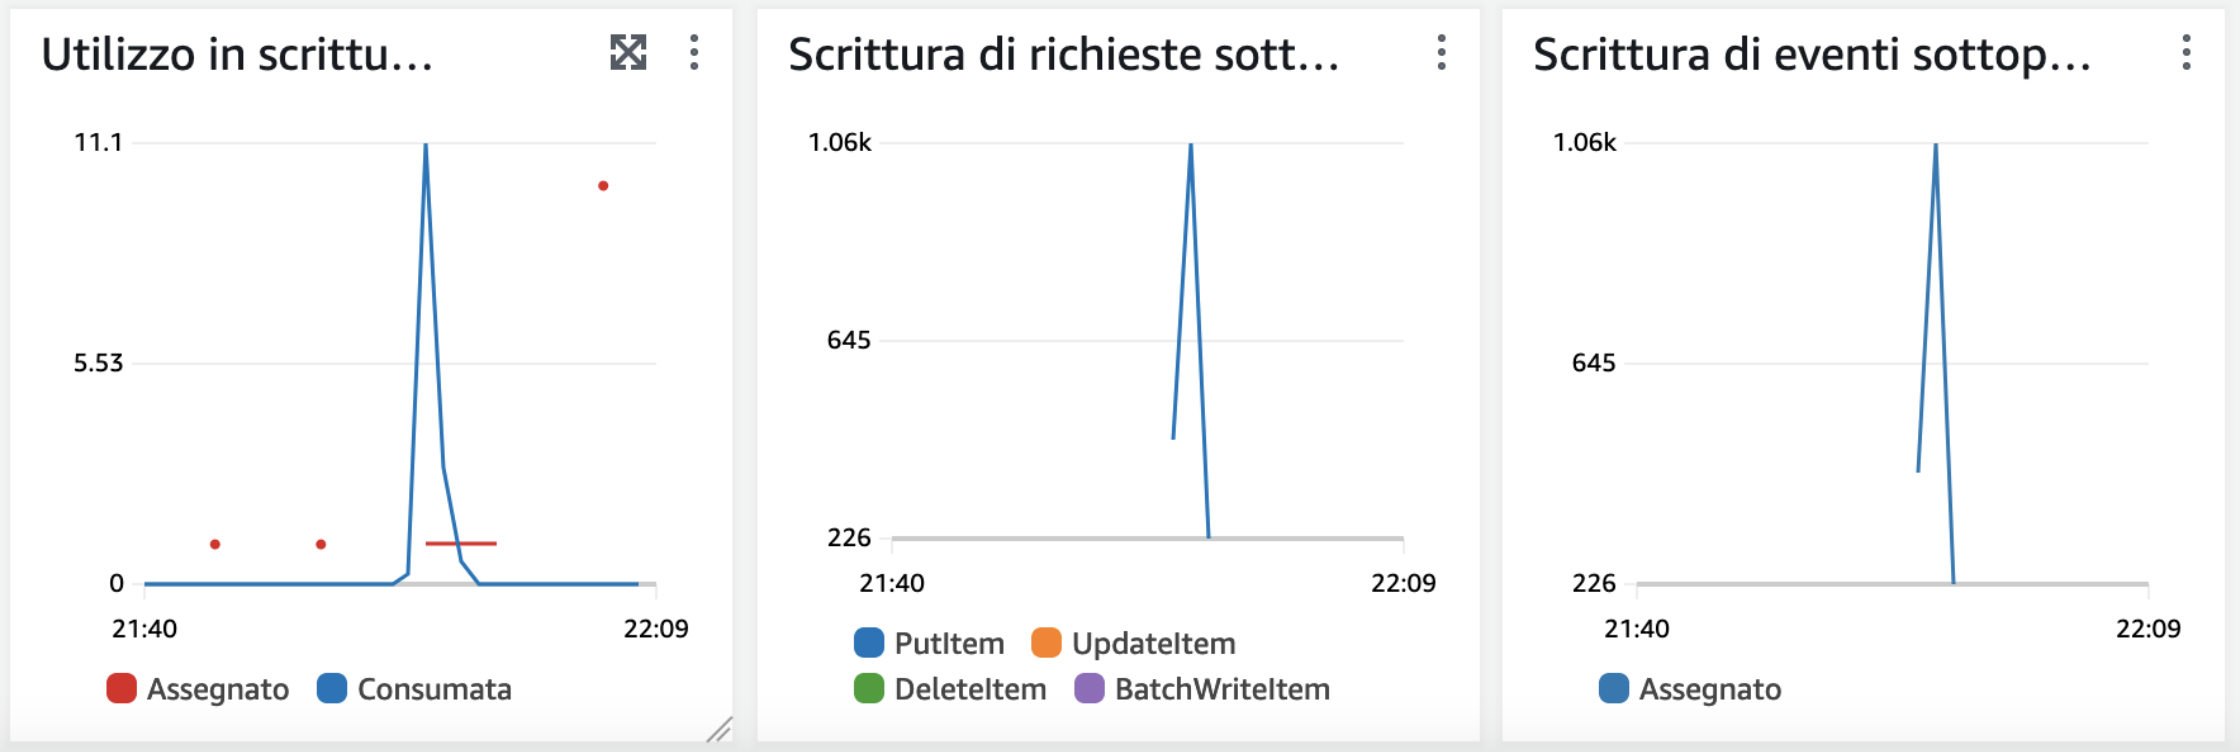 Utilizzo in scrittu...
11.1
5.53
0
21:40 22:09
Assegnato Consumata
Scrittura di richieste sott...
1.06k
645
226
21:40 22:09
PutItem UpdateItem
DeleteItem BatchWriteItem
Scrittura di eventi sottop...
1.06k
645
226
21:40 22:09
Assegnato